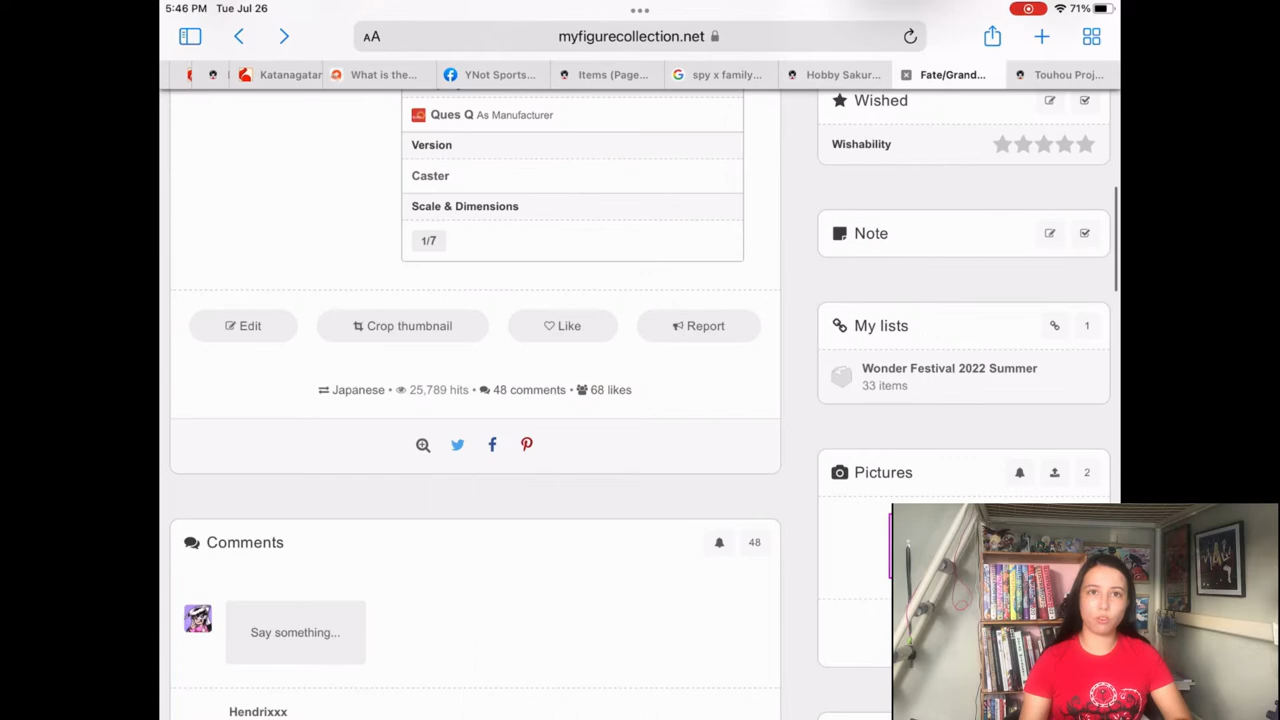 5:46 PM Tue Jul 26
71%
AA
myfigurecollection.net
Katanagatar
What is the...
YNot Sports...
Items (Page...
spy x family...
Hobby Sakur...
Fate/Grand...
Touhou Proj...
Ques Q As Manufacturer
Version
Caster
Scale & Dimensions
1/7
Edit
Crop thumbnail
Like
Report
Japanese • 25,789 hits • 48 comments • 68 likes
Comments
48
Say something...
Hendrixxx
Wished
Wishability
Note
My lists
1
Wonder Festival 2022 Summer
33 items
Pictures
2